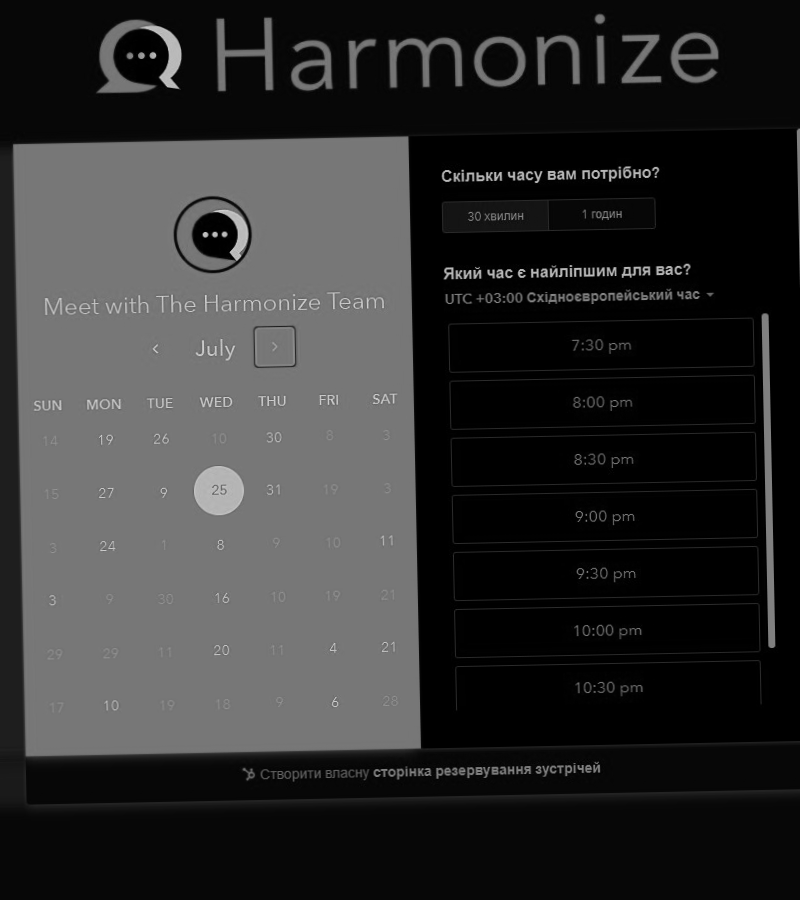 Harmonize
Meet with The Harmonize Team
July
SUN MON TUE WED THU FRI SAT
14 19 26 10 30 8 3
15 27 9 25 31 19 3
3 24 1 8 9 10 11
3 9 30 16 10 19 21
29 29 11 20 11 4 21
17 10 19 18 9 6 28
Скільки часу вам потрібно?
30 хвилин 1 годин
Який час є найліпшим для вас?
UTC +03:00 Східноєвропейський час
7:30 pm
8:00 pm
8:30 pm
9:00 pm
9:30 pm
10:00 pm
10:30 pm
Створити власну сторінка резервування зустрічей